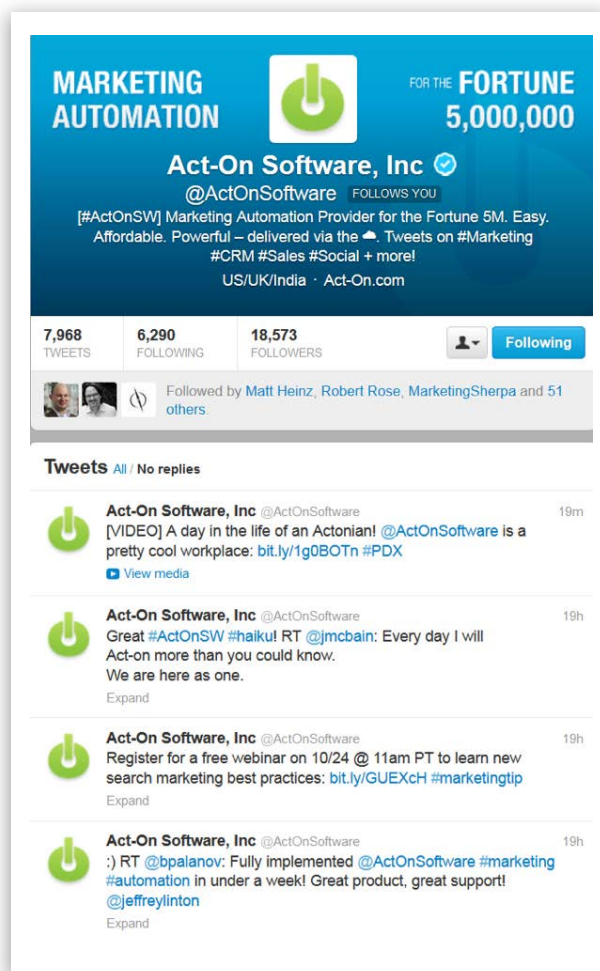 MARKETING
AUTOMATION
FOR THE FORTUNE
5,000,000
Act-On Software, Inc
@ActOnSoftware FOLLOWS YOU
[#ActOnSW] Marketing Automation Provider for the Fortune 5M. Easy.
Affordable. Powerful – delivered via the ☁. Tweets on #Marketing
#CRM #Sales #Social + more!
US/UK/India · Act-On.com
7,968
TWEETS
6,290
FOLLOWING
18,573
FOLLOWERS
Following
Followed by Matt Heinz, Robert Rose, MarketingSherpa and 51
others.
Tweets All / No replies
Act-On Software, Inc @ActOnSoftware 19m
[VIDEO] A day in the life of an Actonian! @ActOnSoftware is a
pretty cool workplace: bit.ly/1g0BOTn #PDX
View media
Act-On Software, Inc @ActOnSoftware 19h
Great #ActOnSW #haiku! RT @jmcbain: Every day I will
Act-on more than you could know.
We are here as one.
Expand
Act-On Software, Inc @ActOnSoftware 19h
Register for a free webinar on 10/24 @ 11am PT to learn new
search marketing best practices: bit.ly/GUEXcH #marketingtip
Expand
Act-On Software, Inc @ActOnSoftware 19h
:) RT @bpalanov: Fully implemented @ActOnSoftware #marketing
#automation in under a week! Great product, great support!
@jeffreylinton
Expand